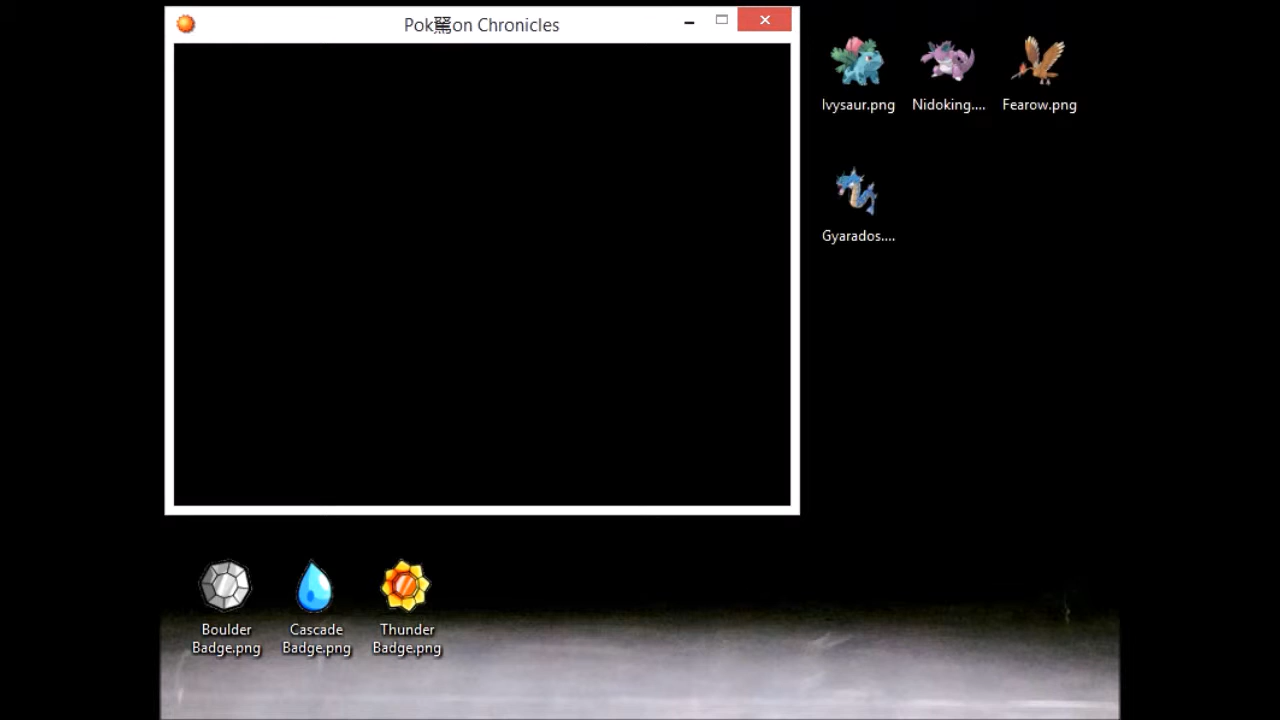 Pok駑on Chronicles
Ivysaur.png
Nidoking....
Fearow.png
Gyarados....
Boulder Badge.png
Cascade Badge.png
Thunder Badge.png